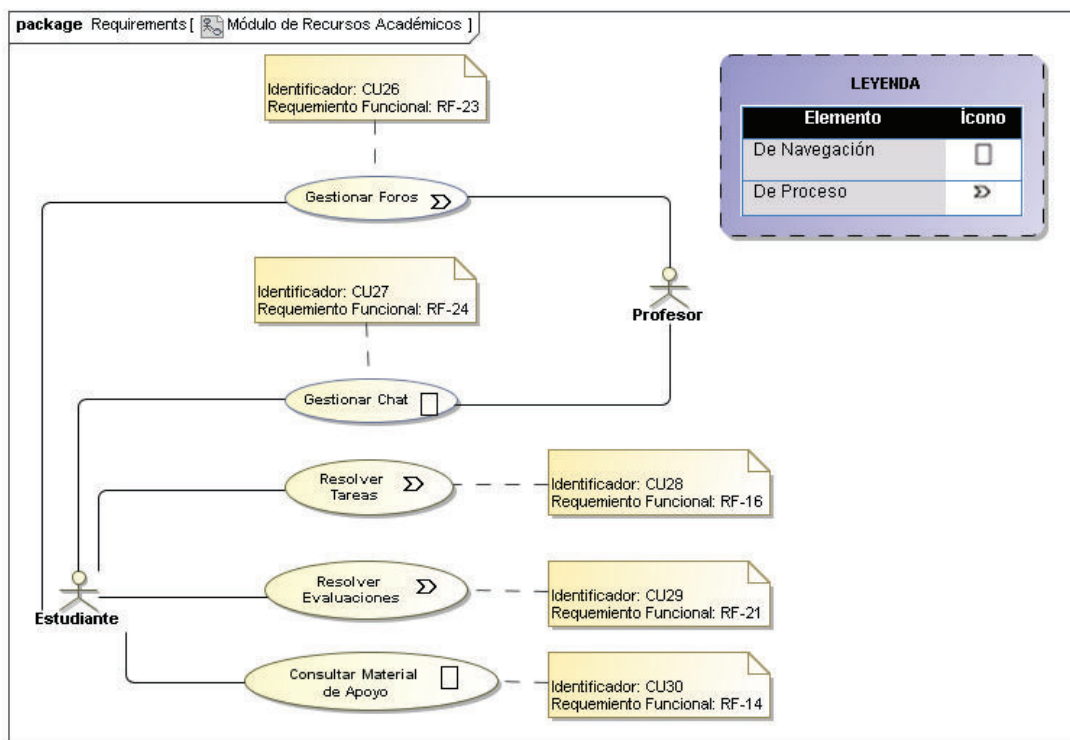 package Requirements [ Módulo de Recursos Académicos ]
Identificador: CU26
Requemiento Funcional: RF-23
LEYENDA
Elemento Ícono
De Navegación
De Proceso
Gestionar Foros
Identificador: CU27
Requemiento Funcional: RF-24
Profesor
Gestionar Chat
Resolver
Tareas
Identificador: CU28
Requemiento Funcional: RF-16
Resolver
Evaluaciones
Identificador: CU29
Requemiento Funcional: RF-21
Estudiante
Consultar Material
de Apoyo
Identificador: CU30
Requemiento Funcional: RF-14